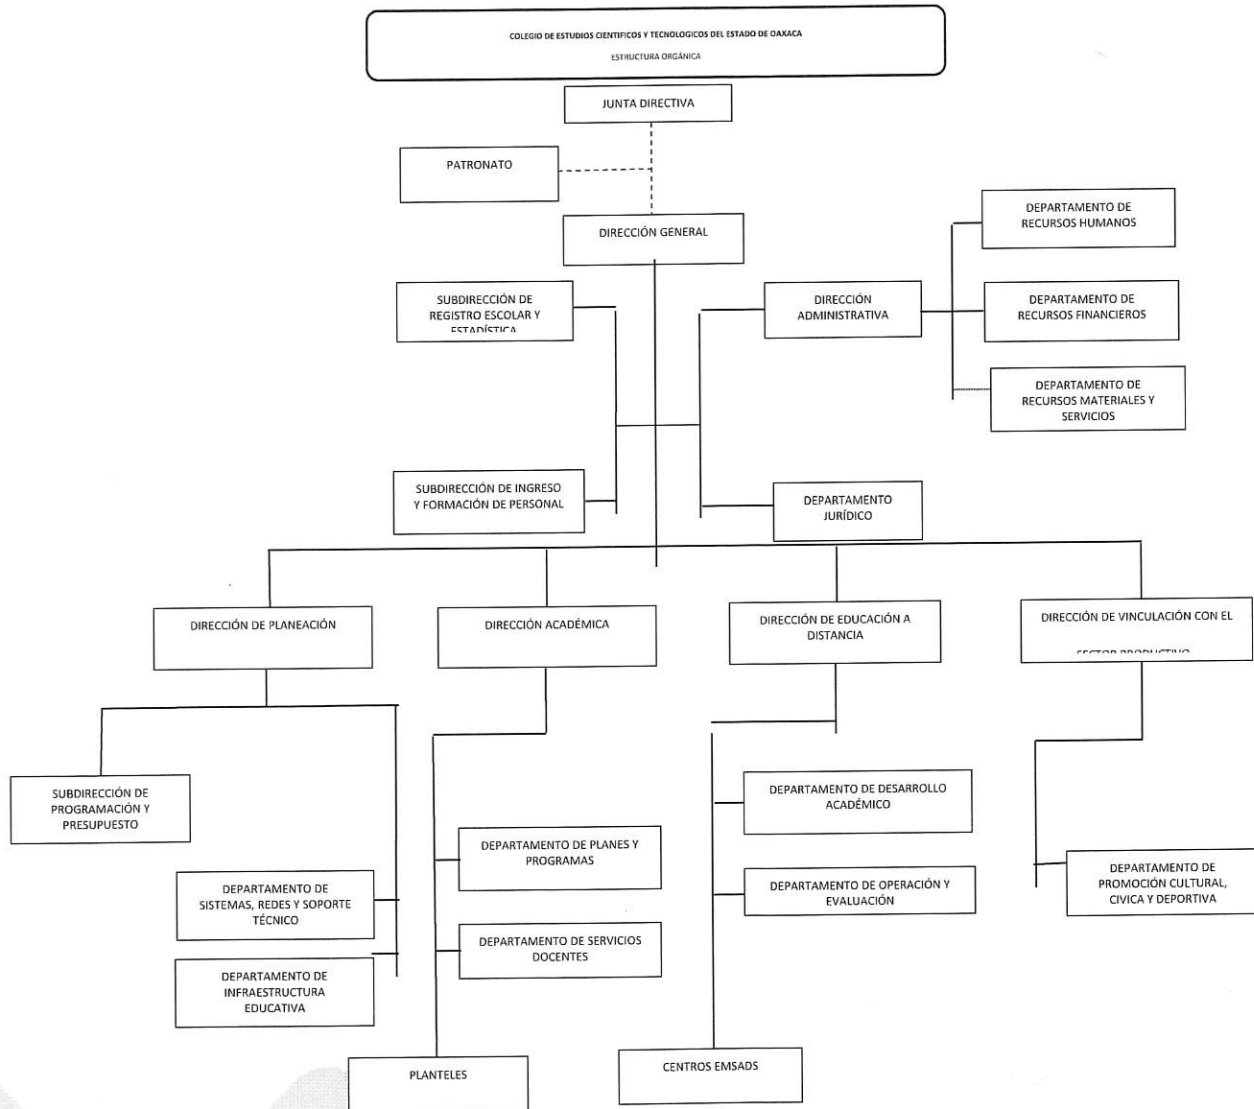 COLEGIO DE ESTUDIOS CIENTIFICOS Y TECNOLOGICOS DEL ESTADO DE OAXACA
ESTRUCTURA ORGÁNICA
JUNTA DIRECTIVA
PATRONATO
DIRECCIÓN GENERAL
DEPARTAMENTO DE
RECURSOS HUMANOS
SUBDIRECCIÓN DE
REGISTRO ESCOLAR Y
ESTADÍSTICA
DIRECCIÓN
ADMINISTRATIVA
DEPARTAMENTO DE
RECURSOS FINANCIEROS
DEPARTAMENTO DE
RECURSOS MATERIALES Y
SERVICIOS
SUBDIRECCIÓN DE INGRESO
Y FORMACIÓN DE PERSONAL
DEPARTAMENTO
JURÍDICO
DIRECCIÓN DE PLANEACIÓN
DIRECCIÓN ACADÉMICA
DIRECCIÓN DE EDUCACIÓN A
DISTANCIA
DIRECCIÓN DE VINCULACIÓN CON EL
SECTOR PRODUCTIVO
SUBDIRECCIÓN DE
PROGRAMACIÓN Y
PRESUPUESTO
DEPARTAMENTO DE
SISTEMAS, REDES Y SOPORTE
TÉCNICO
DEPARTAMENTO DE
INFRAESTRUCTURA
EDUCATIVA
DEPARTAMENTO DE PLANES Y
PROGRAMAS
DEPARTAMENTO DE SERVICIOS
DOCENTES
PLANTELES
DEPARTAMENTO DE DESARROLLO
ACADÉMICO
DEPARTAMENTO DE OPERACIÓN Y
EVALUACIÓN
CENTROS EMSADS
DEPARTAMENTO DE
PROMOCIÓN CULTURAL,
CIVICA Y DEPORTIVA